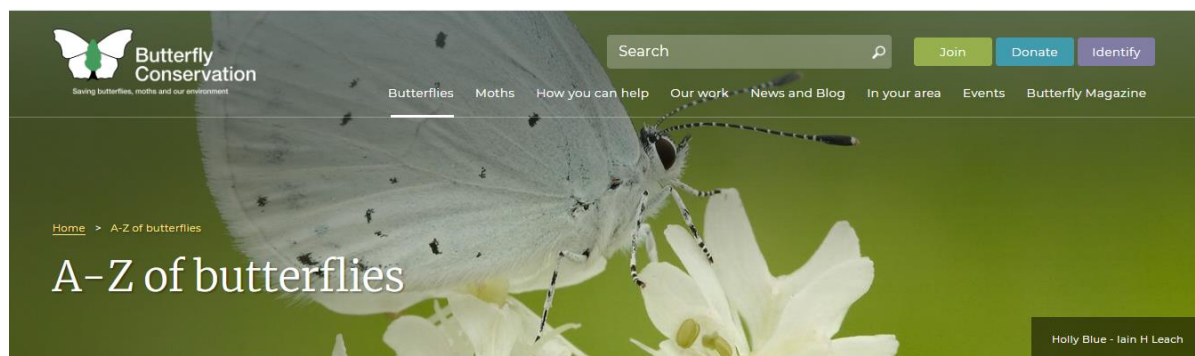 Butterfly
Conservation
Saving butterflies, moths and our environment
Search
Join
Donate
Identify
Butterflies
Moths
How you can help
Our work
News and Blog
In your area
Events
Butterfly Magazine
Home > A-Z of butterflies
A-Z of butterflies
Holly Blue - Iain H Leach